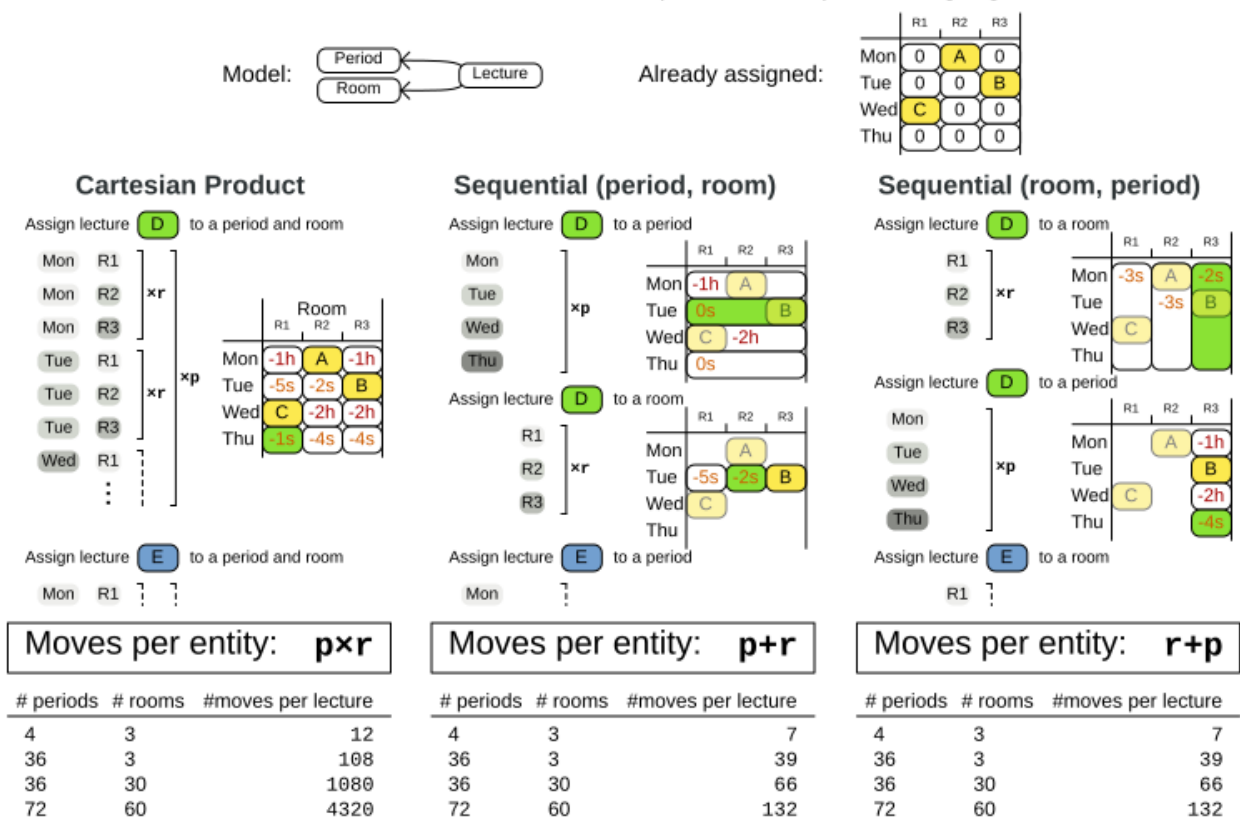 R1 R2 R3
Model: Period Room Lecture
Already assigned:
Mon 0 A 0
Tue 0 0 B
Wed C 0 0
Thu 0 0 0
Cartesian Product
Assign lecture D to a period and room
Mon R1
Mon R2 ×r
Mon R3
Tue R1
Tue R2 ×r ×p
Tue R3
Wed R1
⋮
Room
R1 R2 R3
Mon -1h A -1h
Tue -5s -2s B
Wed C -2h -2h
Thu -1s -4s -4s
Assign lecture E to a period and room
Mon R1
Moves per entity: p×r
# periods # rooms #moves per lecture
4 3 12
36 3 108
36 30 1080
72 60 4320
Sequential (period, room)
Assign lecture D to a period
Mon
Tue
Wed
Thu
×p
R1 R2 R3
Mon -1h A
Tue 0s B
Wed C -2h
Thu 0s
Assign lecture D to a room
R1
R2 ×r
R3
R1 R2 R3
Mon A
Tue -5s -2s B
Wed C
Thu
Assign lecture E to a period
Mon
Moves per entity: p+r
# periods # rooms #moves per lecture
4 3 7
36 3 39
36 30 66
72 60 132
Sequential (room, period)
Assign lecture D to a room
R1
R2 ×r
R3
R1 R2 R3
Mon -3s A -2s
Tue -3s B
Wed C
Thu
Assign lecture D to a period
Mon
Tue
Wed
Thu
×p
R1 R2 R3
Mon A -1h
Tue B
Wed C -2h
Thu -4s
Assign lecture E to a room
R1
Moves per entity: r+p
# periods # rooms #moves per lecture
4 3 7
36 3 39
36 30 66
72 60 132